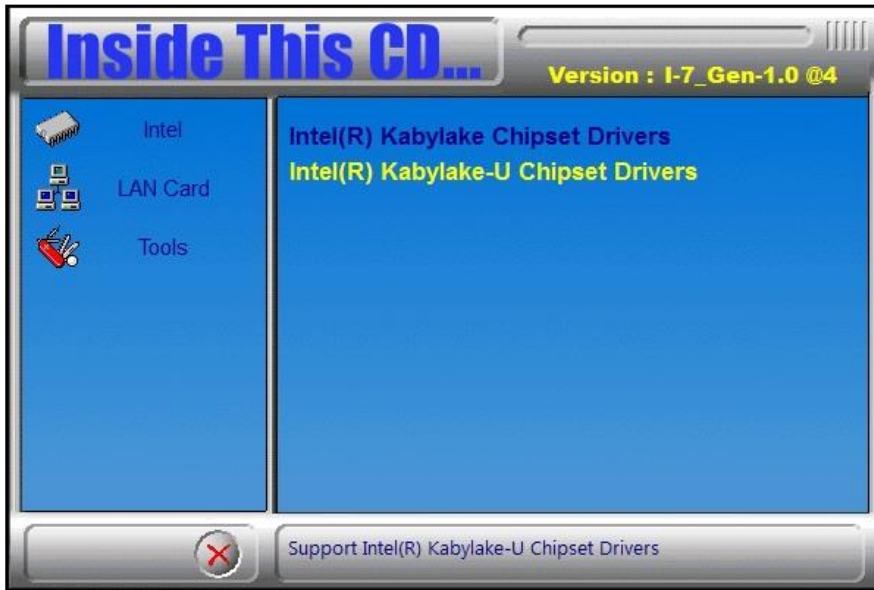 Inside This CD...
Version : I-7_Gen-1.0 @4
Intel
LAN Card
Tools
Intel(R) Kabylake Chipset Drivers
Intel(R) Kabylake-U Chipset Drivers
Support Intel(R) Kabylake-U Chipset Drivers